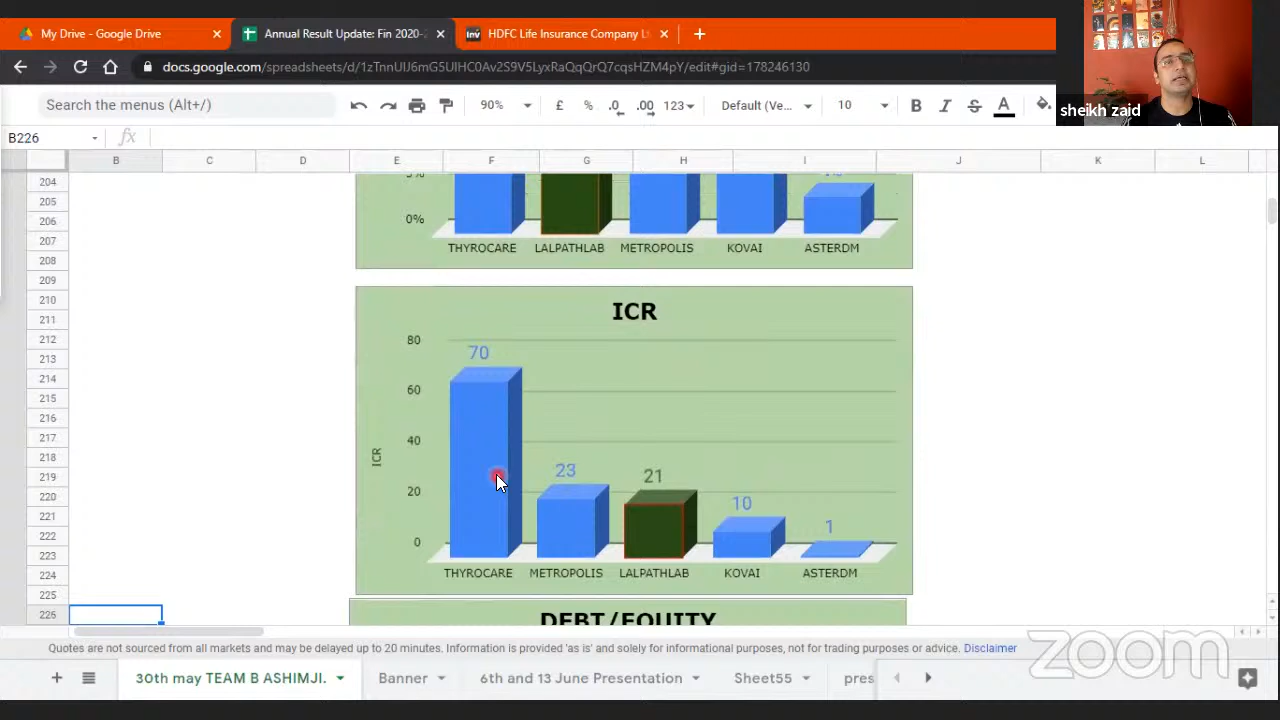 My Drive - Google Drive
Annual Result Update: Fin 2020-
HDFC Life Insurance Company L
docs.google.com/spreadsheets/d/1zTnnUIJ6mG5UIHC0Av2S9V5LyxRaQqQrQ7cqsHZM4pY/edit#gid=178246130
sheikh zaid
Search the menus (Alt+/)
90%
£
%
.0
.00
123
Default (Ve...
10
B
I
S
A
B226
fx
B C D E F G H I J K L
204
205
206
207
208
209
210
211
212
213
214
215
216
217
218
219
220
221
222
223
224
225
226
0%
THYROCARE LALPATHLAB METROPOLIS KOVAI ASTERDM
ICR
80
60
40
20
0
ICR
70
23
21
10
1
THYROCARE METROPOLIS LALPATHLAB KOVAI ASTERDM
DEBT/EQUITY
Quotes are not sourced from all markets and may be delayed up to 20 minutes. Information is provided 'as is' and solely for informational purposes, not for trading purposes or advice. Disclaimer
zoom
30th may TEAM B ASHIMJI.
Banner
6th and 13 June Presentation
Sheet55
pres